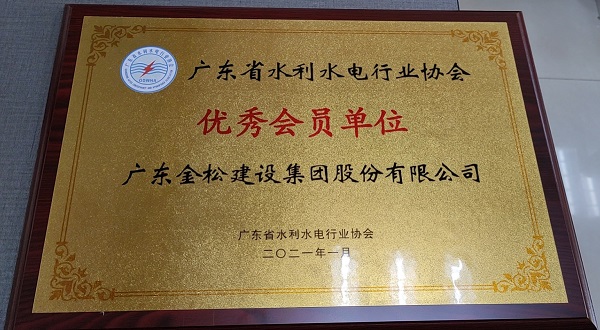 广东省水利水电行业协会
优秀会员单位
广东金松建设集团股份有限公司
广东省水利水电行业协会
二〇二一年一月